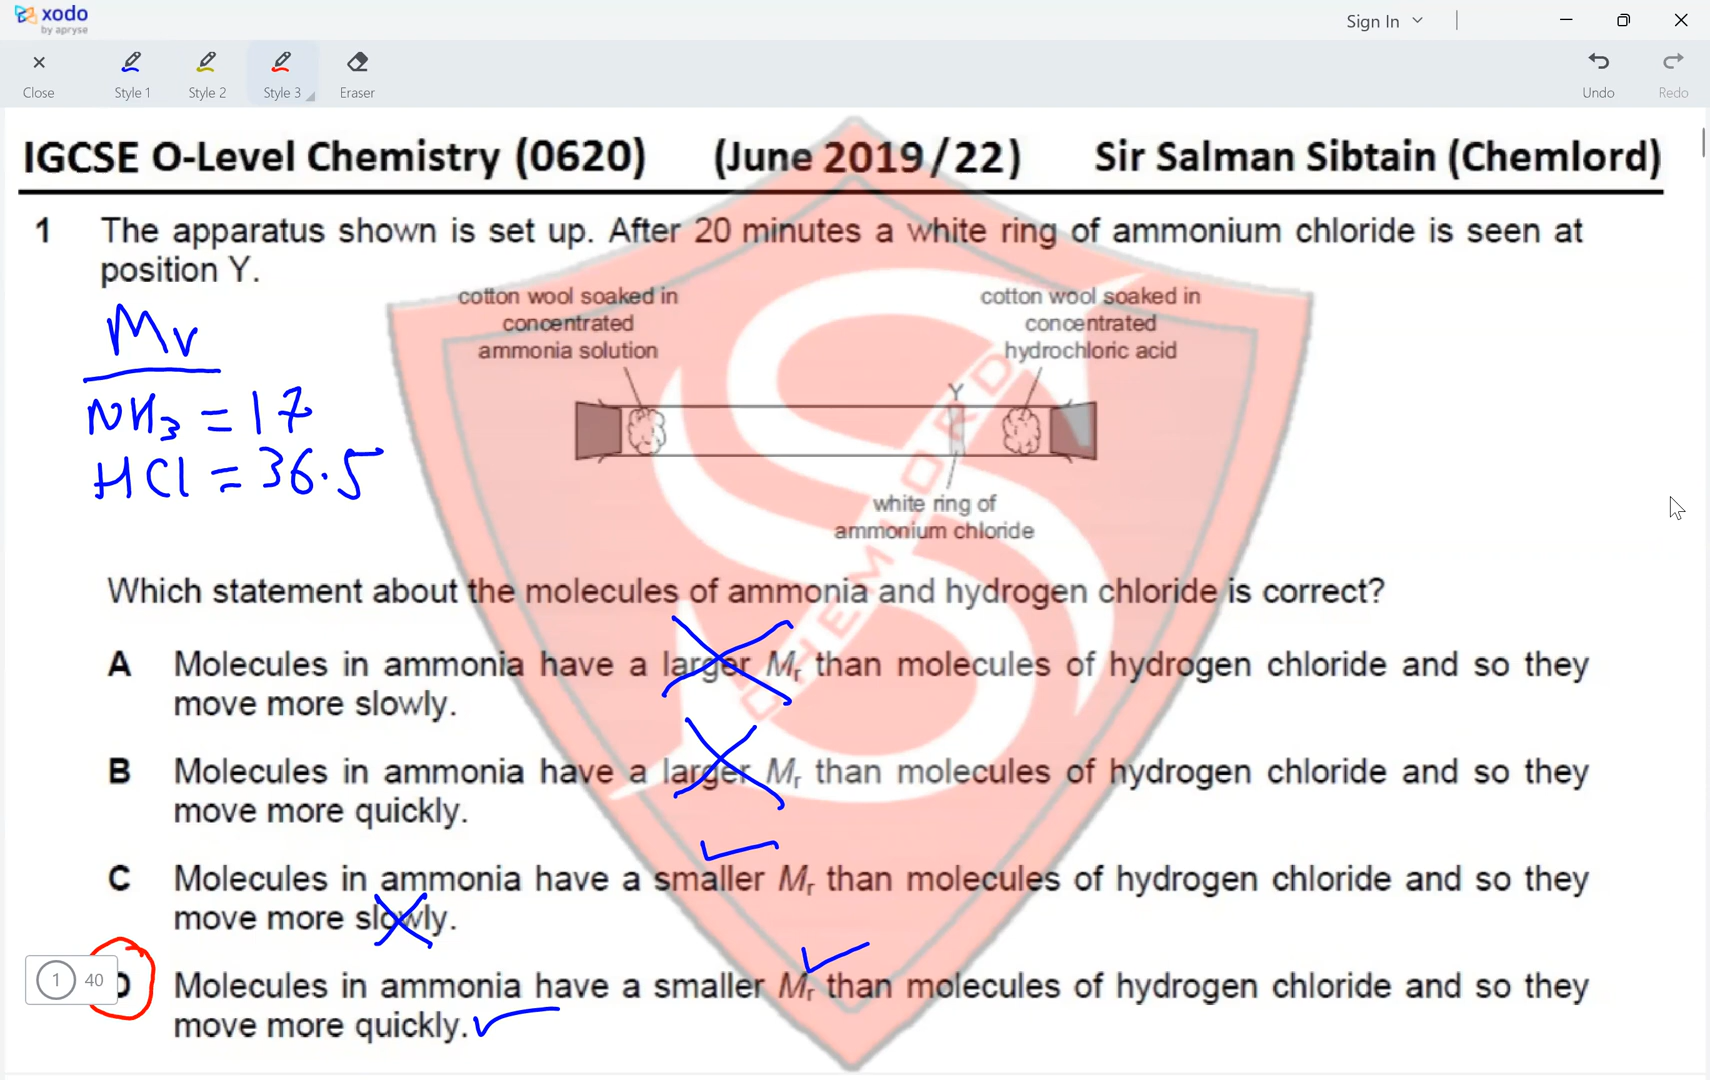 xodo
by apryse
Sign In
Close
Style 1
Style 2
Style 3
Eraser
Undo
Redo
IGCSE O-Level Chemistry (0620) (June 2019/22) Sir Salman Sibtain (Chemlord)
1 The apparatus shown is set up. After 20 minutes a white ring of ammonium chloride is seen at
position Y.
Mr
NH3 = 17
HCl = 36.5
cotton wool soaked in
concentrated
ammonia solution
cotton wool soaked in
concentrated
hydrochloric acid
Y
white ring of
ammonium chloride
CHEMLORD
Which statement about the molecules of ammonia and hydrogen chloride is correct?
A Molecules in ammonia have a larger Mr than molecules of hydrogen chloride and so they
move more slowly.
B Molecules in ammonia have a larger Mr than molecules of hydrogen chloride and so they
move more quickly.
C Molecules in ammonia have a smaller Mr than molecules of hydrogen chloride and so they
move more slowly.
1 40
D Molecules in ammonia have a smaller Mr than molecules of hydrogen chloride and so they
move more quickly.